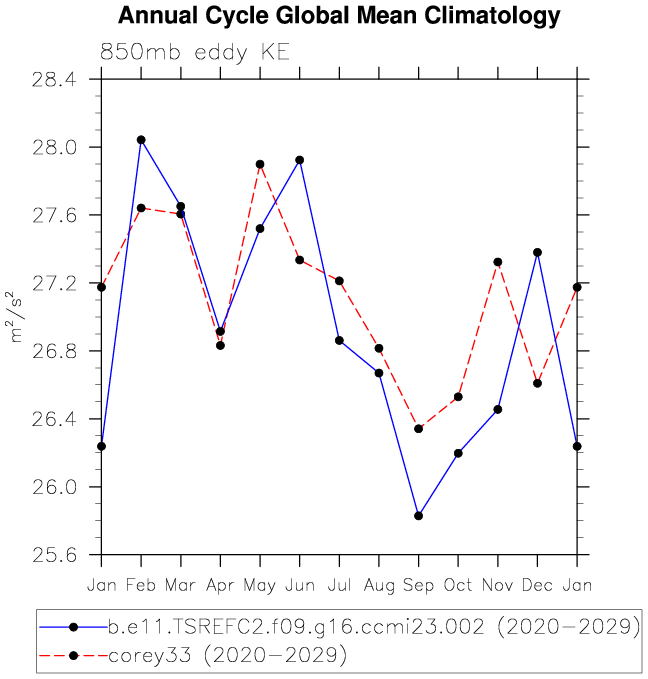 Annual Cycle Global Mean Climatology
850mb eddy KE
28.4
28.0
27.6
27.2
26.8
26.4
26.0
25.6
m²/s²
Jan Feb Mar Apr May Jun Jul Aug Sep Oct Nov Dec Jan
b.e11.TSREFC2.f09.g16.ccmi23.002 (2020-2029)
corey33 (2020-2029)